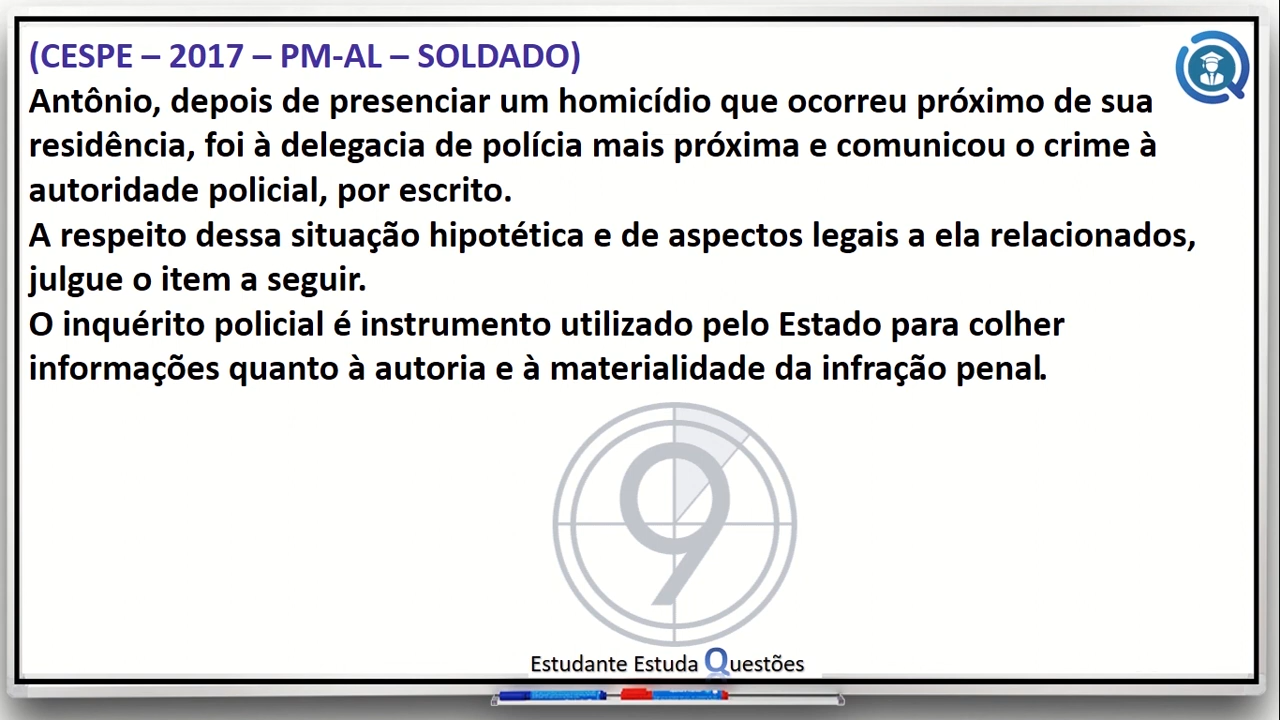 (CESPE – 2017 – PM-AL – SOLDADO)
Antônio, depois de presenciar um homicídio que ocorreu próximo de sua
residência, foi à delegacia de polícia mais próxima e comunicou o crime à
autoridade policial, por escrito.
A respeito dessa situação hipotética e de aspectos legais a ela relacionados,
julgue o item a seguir.
O inquérito policial é instrumento utilizado pelo Estado para colher
informações quanto à autoria e à materialidade da infração penal.
9
Estudante Estuda Questões